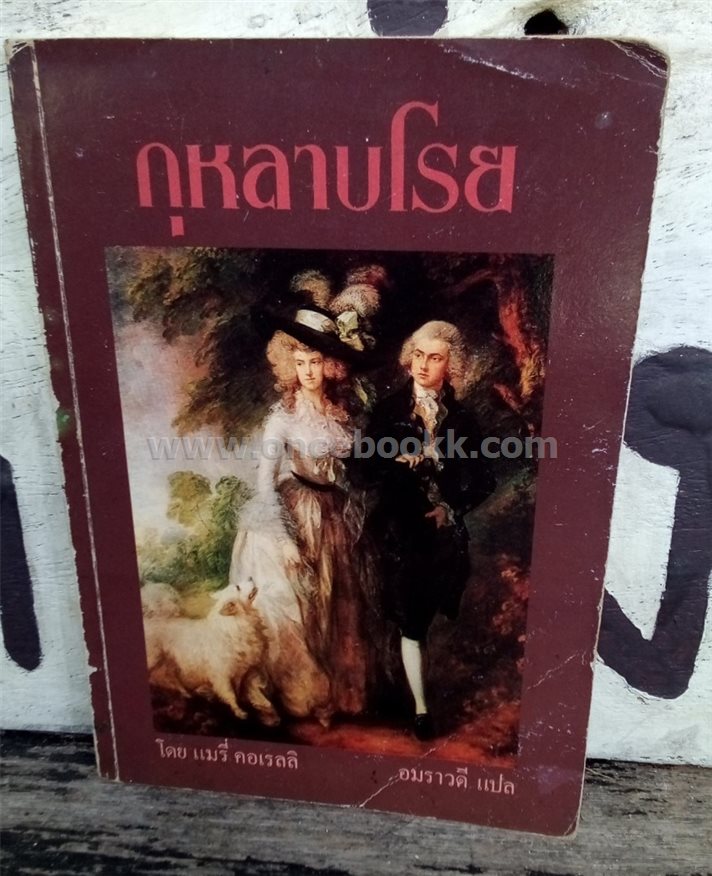 กุหลาบโรย
www.oneebookk.com
โดย แมรี่ คอเรลลิ
อมราวดี แปล